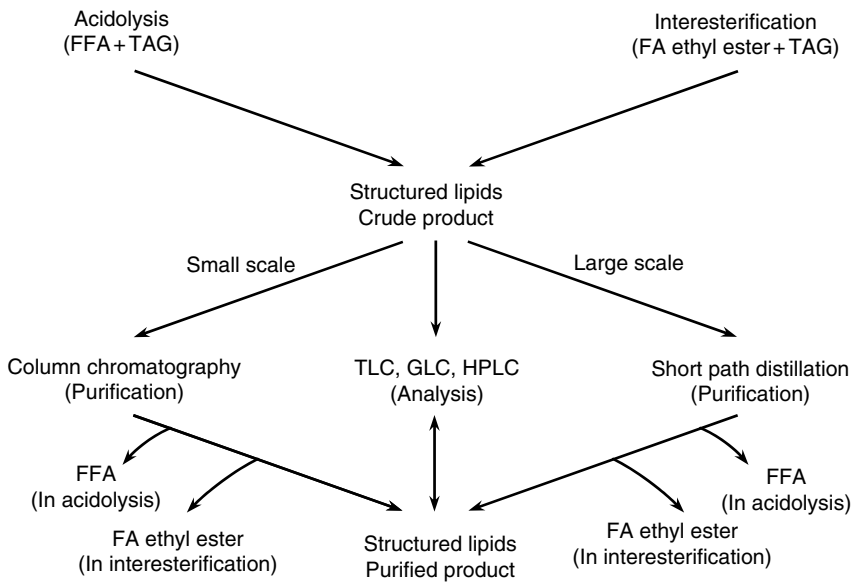 Acidolysis
(FFA + TAG)
Interesterification
(FA ethyl ester + TAG)
Structured lipids
Crude product
Small scale
Large scale
Column chromatography
(Purification)
TLC, GLC, HPLC
(Analysis)
Short path distillation
(Purification)
FFA
(In acidolysis)
FA ethyl ester
(In interesterification)
Structured lipids
Purified product
FA ethyl ester
(In interesterification)
FFA
(In acidolysis)